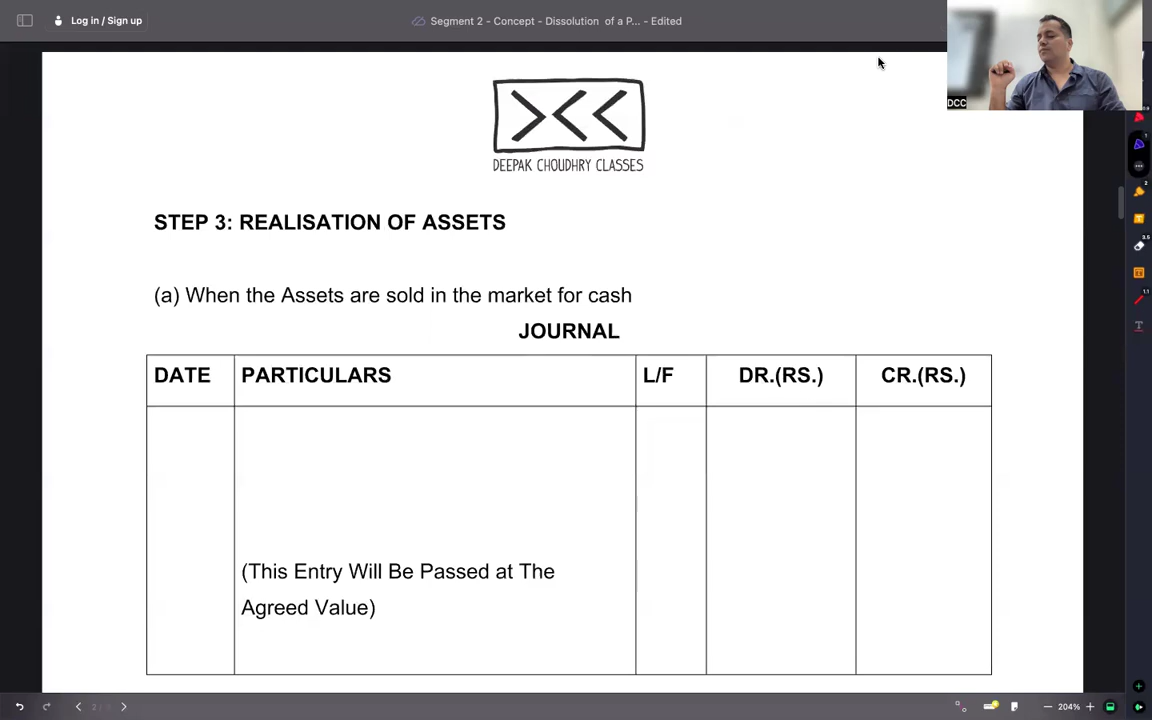 Log in / Sign up
Segment 2 - Concept - Dissolution of a P... - Edited
DCC
DEEPAK CHOUDHRY CLASSES
STEP 3: REALISATION OF ASSETS
(a) When the Assets are sold in the market for cash
JOURNAL
DATE PARTICULARS L/F DR.(RS.) CR.(RS.)
(This Entry Will Be Passed at The
Agreed Value)
204%